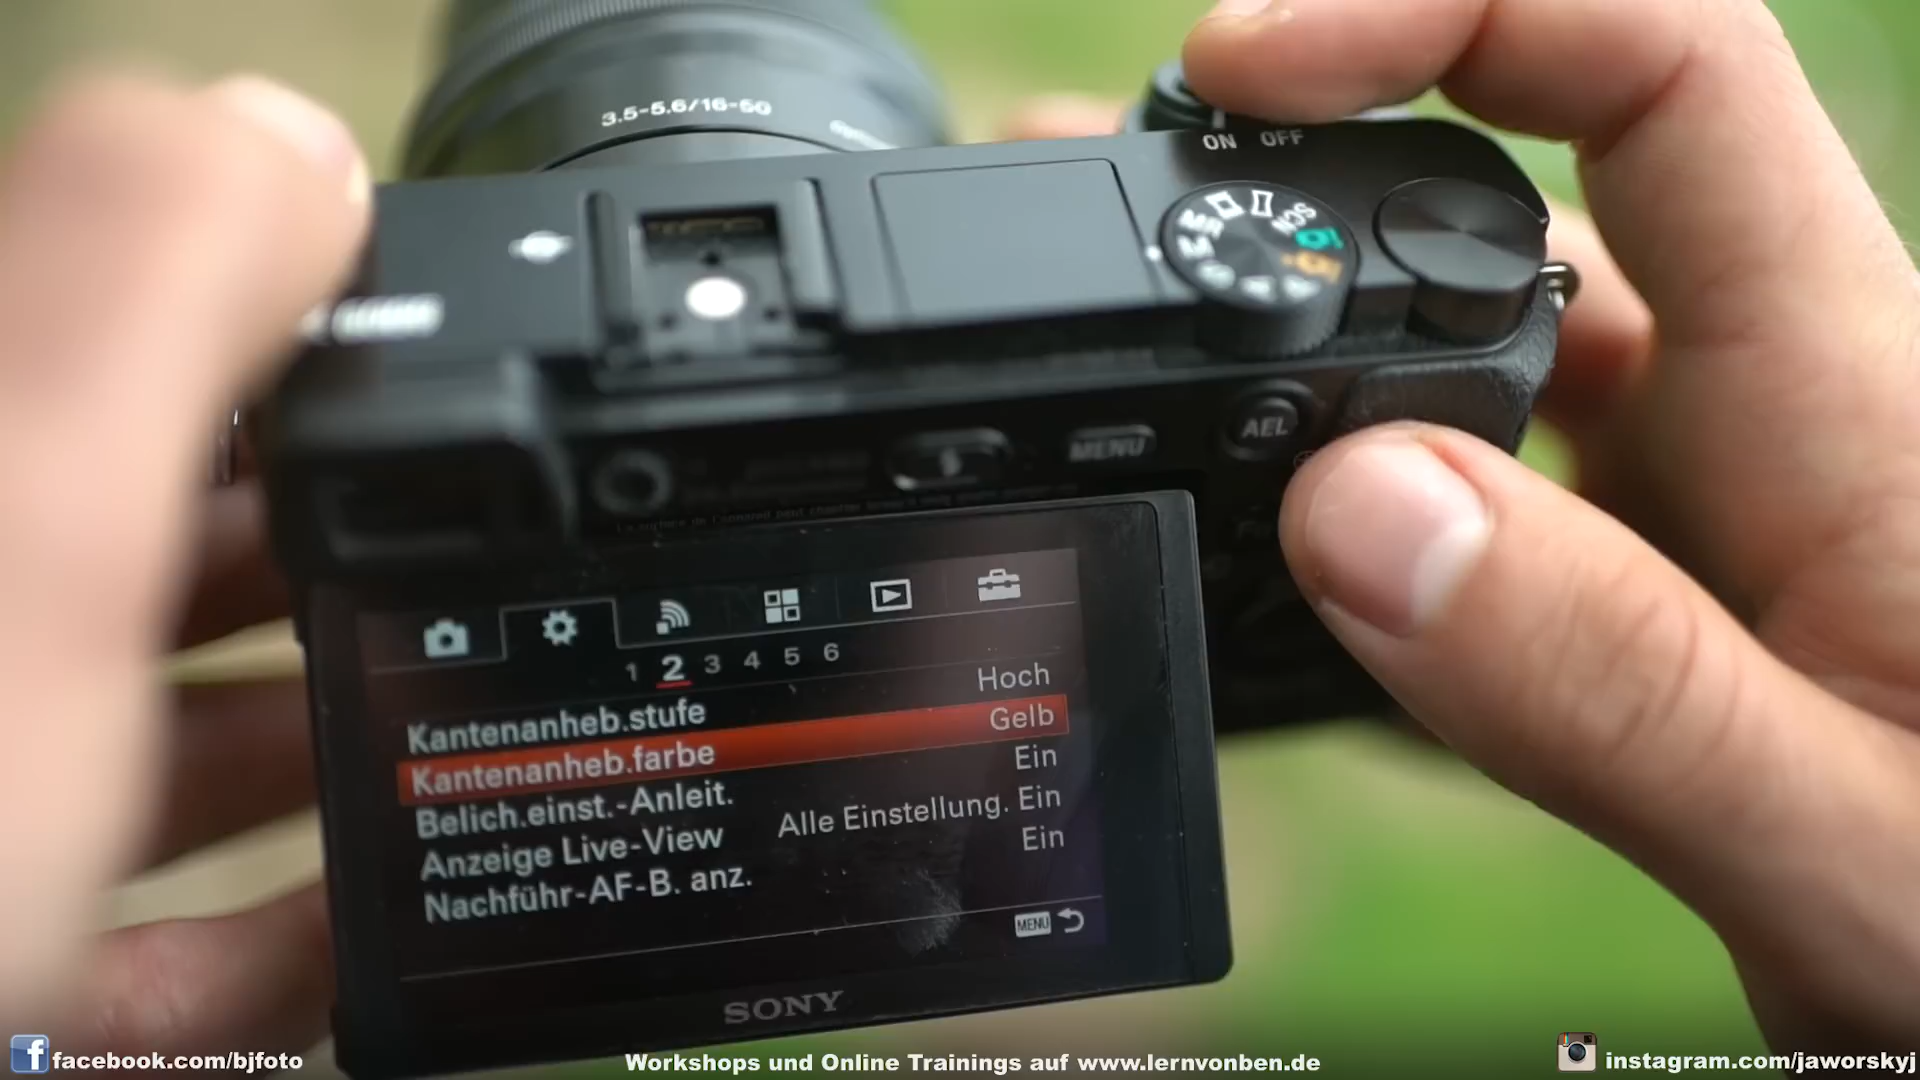 3.5-5.6/16-50
ON OFF
SCN
AEL
MENU
1 2 3 4 5 6
Kantenanheb.stufe Hoch
Kantenanheb.farbe Gelb
Belich.einst.-Anleit. Ein
Anzeige Live-View Alle Einstellung. Ein
Nachführ-AF-B. anz. Ein
MENU
SONY
facebook.com/bjfoto
Workshops und Online Trainings auf www.lernvonben.de
instagram.com/jaworskyj